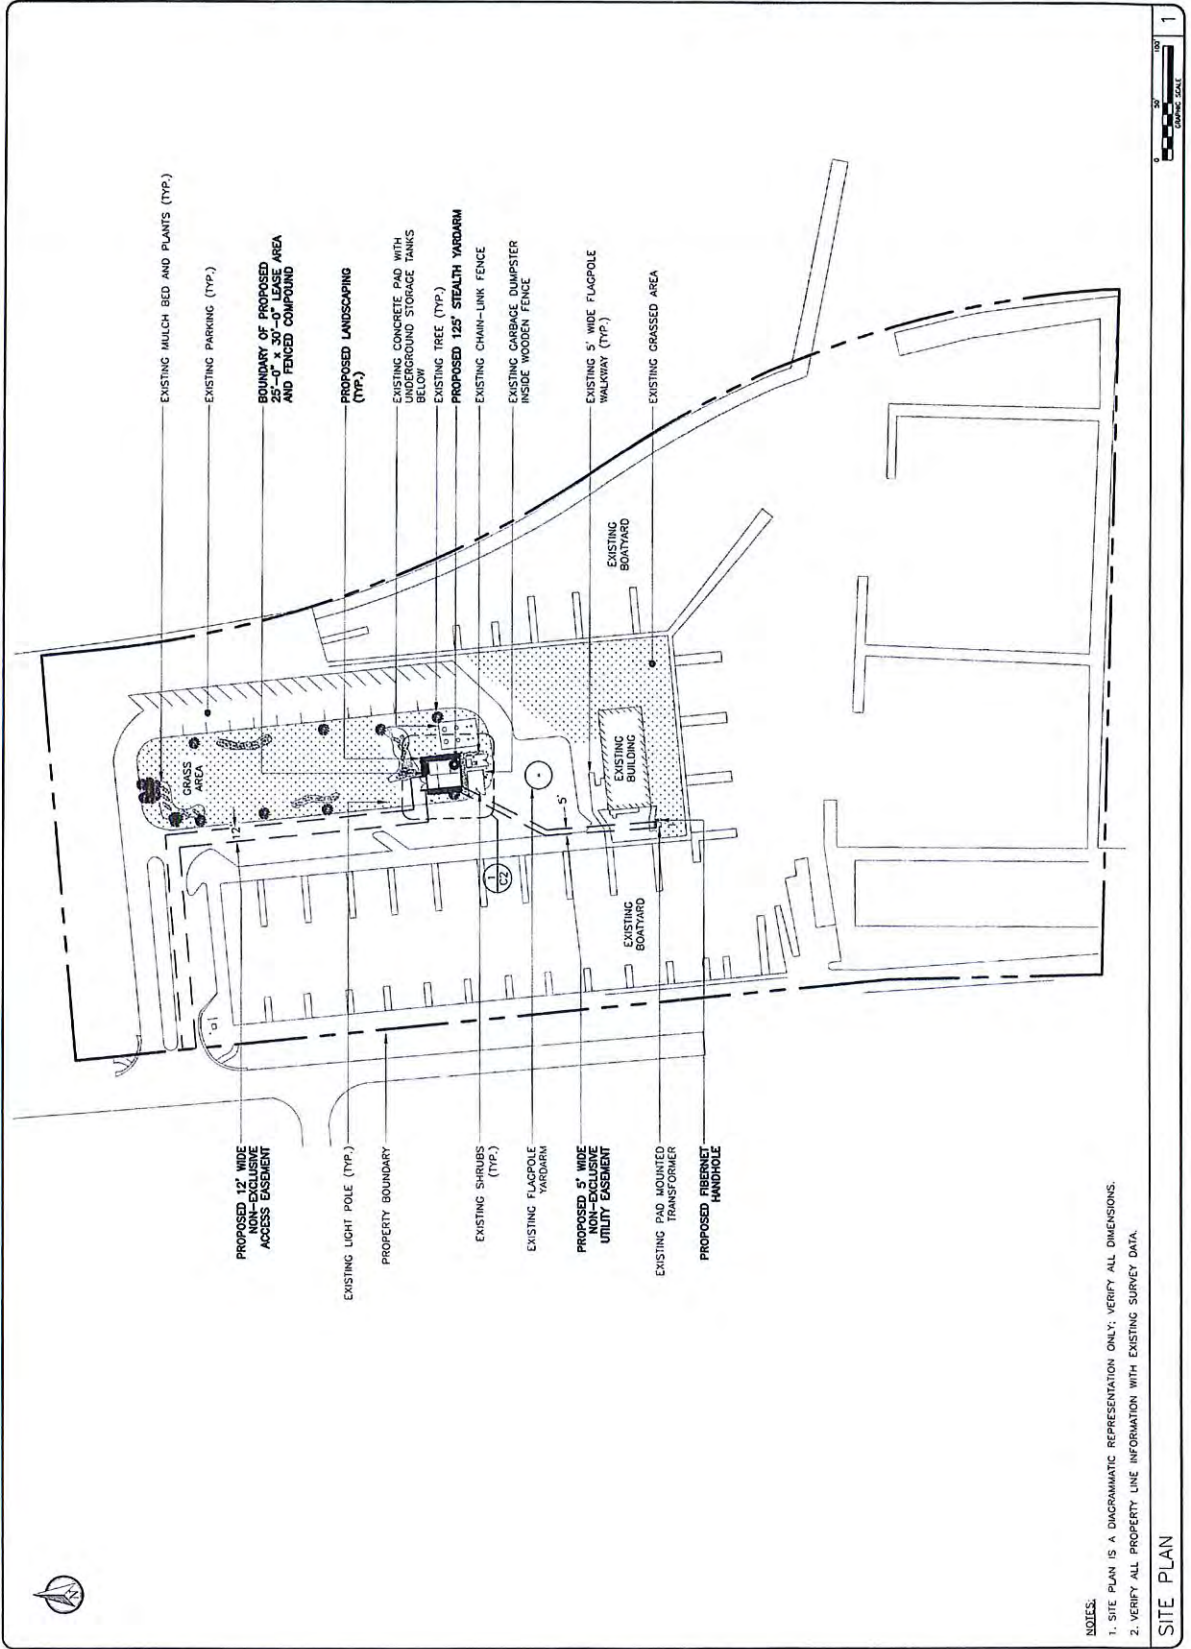 N
EXISTING MULCH BED AND PLANTS (TYP.)
EXISTING PARKING (TYP.)
BOUNDARY OF PROPOSED
25'-0" x 30'-0" LEASE AREA
AND FENCED COMPOUND
PROPOSED LANDSCAPING
(TYP.)
EXISTING CONCRETE PAD WITH
UNDERGROUND STORAGE TANKS
BELOW
EXISTING TREE (TYP.)
PROPOSED 125' STEALTH YARDARM
EXISTING CHAIN-LINK FENCE
EXISTING GARBAGE DUMPSTER
INSIDE WOODEN FENCE
EXISTING 5' WIDE FLAGPOLE
WALKWAY (TYP.)
EXISTING GRASSED AREA
GRASS
AREA
12'
5'
1
C2
EXISTING
BUILDING
EXISTING
BOATYARD
EXISTING
BOATYARD
PROPOSED 12' WIDE
NON-EXCLUSIVE
ACCESS EASEMENT
EXISTING LIGHT POLE (TYP.)
PROPERTY BOUNDARY
EXISTING SHRUBS
(TYP.)
EXISTING FLAGPOLE
YARDARM
PROPOSED 5' WIDE
NON-EXCLUSIVE
UTILITY EASEMENT
EXISTING PAD MOUNTED
TRANSFORMER
PROPOSED FIBERNET
HANDHOLE
NOTES:
1. SITE PLAN IS A DIAGRAMMATIC REPRESENTATION ONLY; VERIFY ALL DIMENSIONS.
2. VERIFY ALL PROPERTY LINE INFORMATION WITH EXISTING SURVEY DATA.
SITE PLAN
0 50' 100'
GRAPHIC SCALE
1